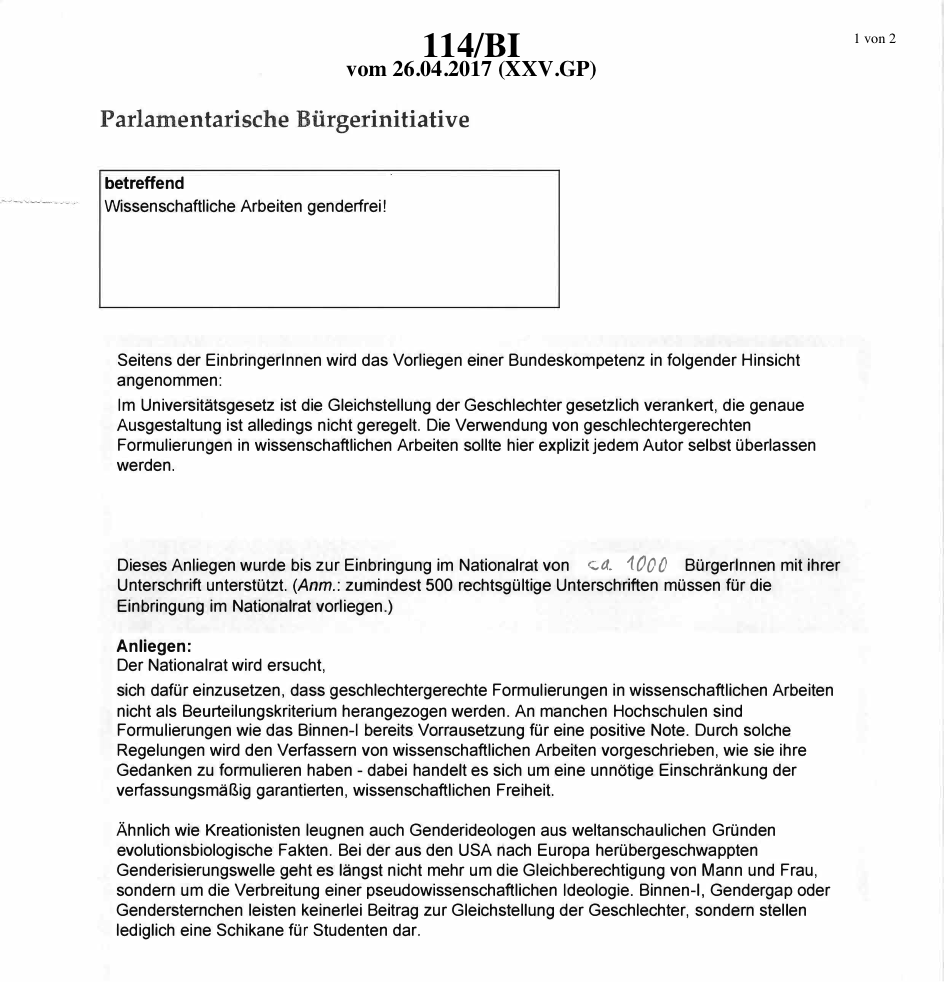 114/BI
vom 26.04.2017 (XXV.GP)
1 von 2
Parlamentarische Bürgerinitiative
betreffend
Wissenschaftliche Arbeiten genderfrei!
Seitens der EinbringerInnen wird das Vorliegen einer Bundeskompetenz in folgender Hinsicht
angenommen:
Im Universitätsgesetz ist die Gleichstellung der Geschlechter gesetzlich verankert, die genaue
Ausgestaltung ist alledings nicht geregelt. Die Verwendung von geschlechtergerechten
Formulierungen in wissenschaftlichen Arbeiten sollte hier explizit jedem Autor selbst überlassen
werden.
Dieses Anliegen wurde bis zur Einbringung im Nationalrat von ca. 1000 BürgerInnen mit ihrer
Unterschrift unterstützt. (Anm.: zumindest 500 rechtsgültige Unterschriften müssen für die
Einbringung im Nationalrat vorliegen.)
Anliegen:
Der Nationalrat wird ersucht,
sich dafür einzusetzen, dass geschlechtergerechte Formulierungen in wissenschaftlichen Arbeiten
nicht als Beurteilungskriterium herangezogen werden. An manchen Hochschulen sind
Formulierungen wie das Binnen-I bereits Vorrausetzung für eine positive Note. Durch solche
Regelungen wird den Verfassern von wissenschaftlichen Arbeiten vorgeschrieben, wie sie ihre
Gedanken zu formulieren haben - dabei handelt es sich um eine unnötige Einschränkung der
verfassungsmäßig garantierten, wissenschaftlichen Freiheit.
Ähnlich wie Kreationisten leugnen auch Genderideologen aus weltanschaulichen Gründen
evolutionsbiologische Fakten. Bei der aus den USA nach Europa herübergeschwappten
Genderisierungswelle geht es längst nicht mehr um die Gleichberechtigung von Mann und Frau,
sondern um die Verbreitung einer pseudowissenschaftlichen Ideologie. Binnen-I, Gendergap oder
Gendersternchen leisten keinerlei Beitrag zur Gleichstellung der Geschlechter, sondern stellen
lediglich eine Schikane für Studenten dar.